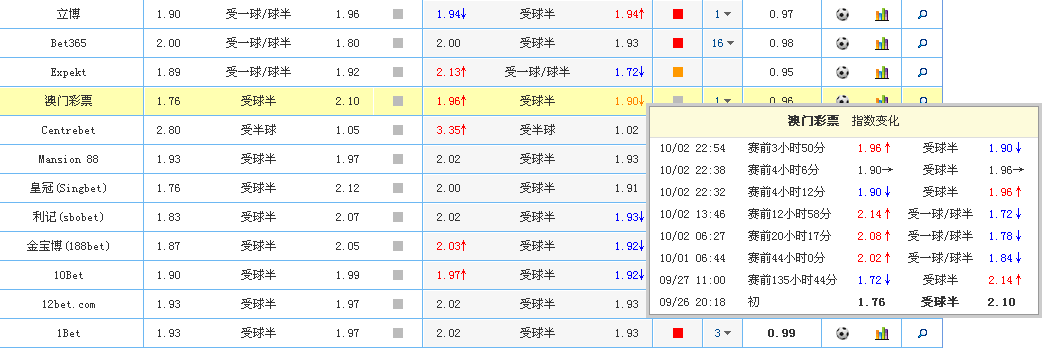 立博 1.90 受一球/球半 1.96 1.94↓ 受球半 1.94↑ 1 0.97
Bet365 2.00 受一球/球半 1.80 2.00 受球半 1.93 16 0.98
Expekt 1.89 受一球/球半 1.92 2.13↑ 受一球/球半 1.72↓ 0.95
澳门彩票 1.76 受球半 2.10 1.96↑ 受球半 1.90↓ 1 0.96
Centrebet 2.80 受半球 1.05 3.35↑ 受球半 1.02
Mansion 88 1.93 受球半 1.97 2.02 受球半 1.93
皇冠(Singbet) 1.76 受球半 2.12 2.00 受球半 1.91
利记(sbobet) 1.83 受球半 2.07 2.02 受球半 1.93↓
金宝博(188bet) 1.87 受球半 2.05 2.03↑ 受球半 1.92↓
10Bet 1.90 受球半 1.99 1.97↑ 受球半 1.92↓
12bet.com 1.93 受球半 1.97 2.02 受球半 1.93
1Bet 1.93 受球半 1.97 2.02 受球半 1.93 3 0.99
澳门彩票 指数变化
10/02 22:54 赛前3小时50分 1.96↑ 受球半 1.90↓
10/02 22:38 赛前4小时6分 1.90→ 受球半 1.96→
10/02 22:32 赛前4小时12分 1.90↓ 受球半 1.96↑
10/02 13:46 赛前12小时58分 2.14↑ 受一球/球半 1.72↓
10/02 06:27 赛前20小时17分 2.08↑ 受一球/球半 1.78↓
10/01 06:44 赛前44小时0分 2.02↑ 受一球/球半 1.84↓
09/27 11:00 赛前135小时44分 1.72↓ 受球半 2.14↑
09/26 20:18 初 1.76 受球半 2.10